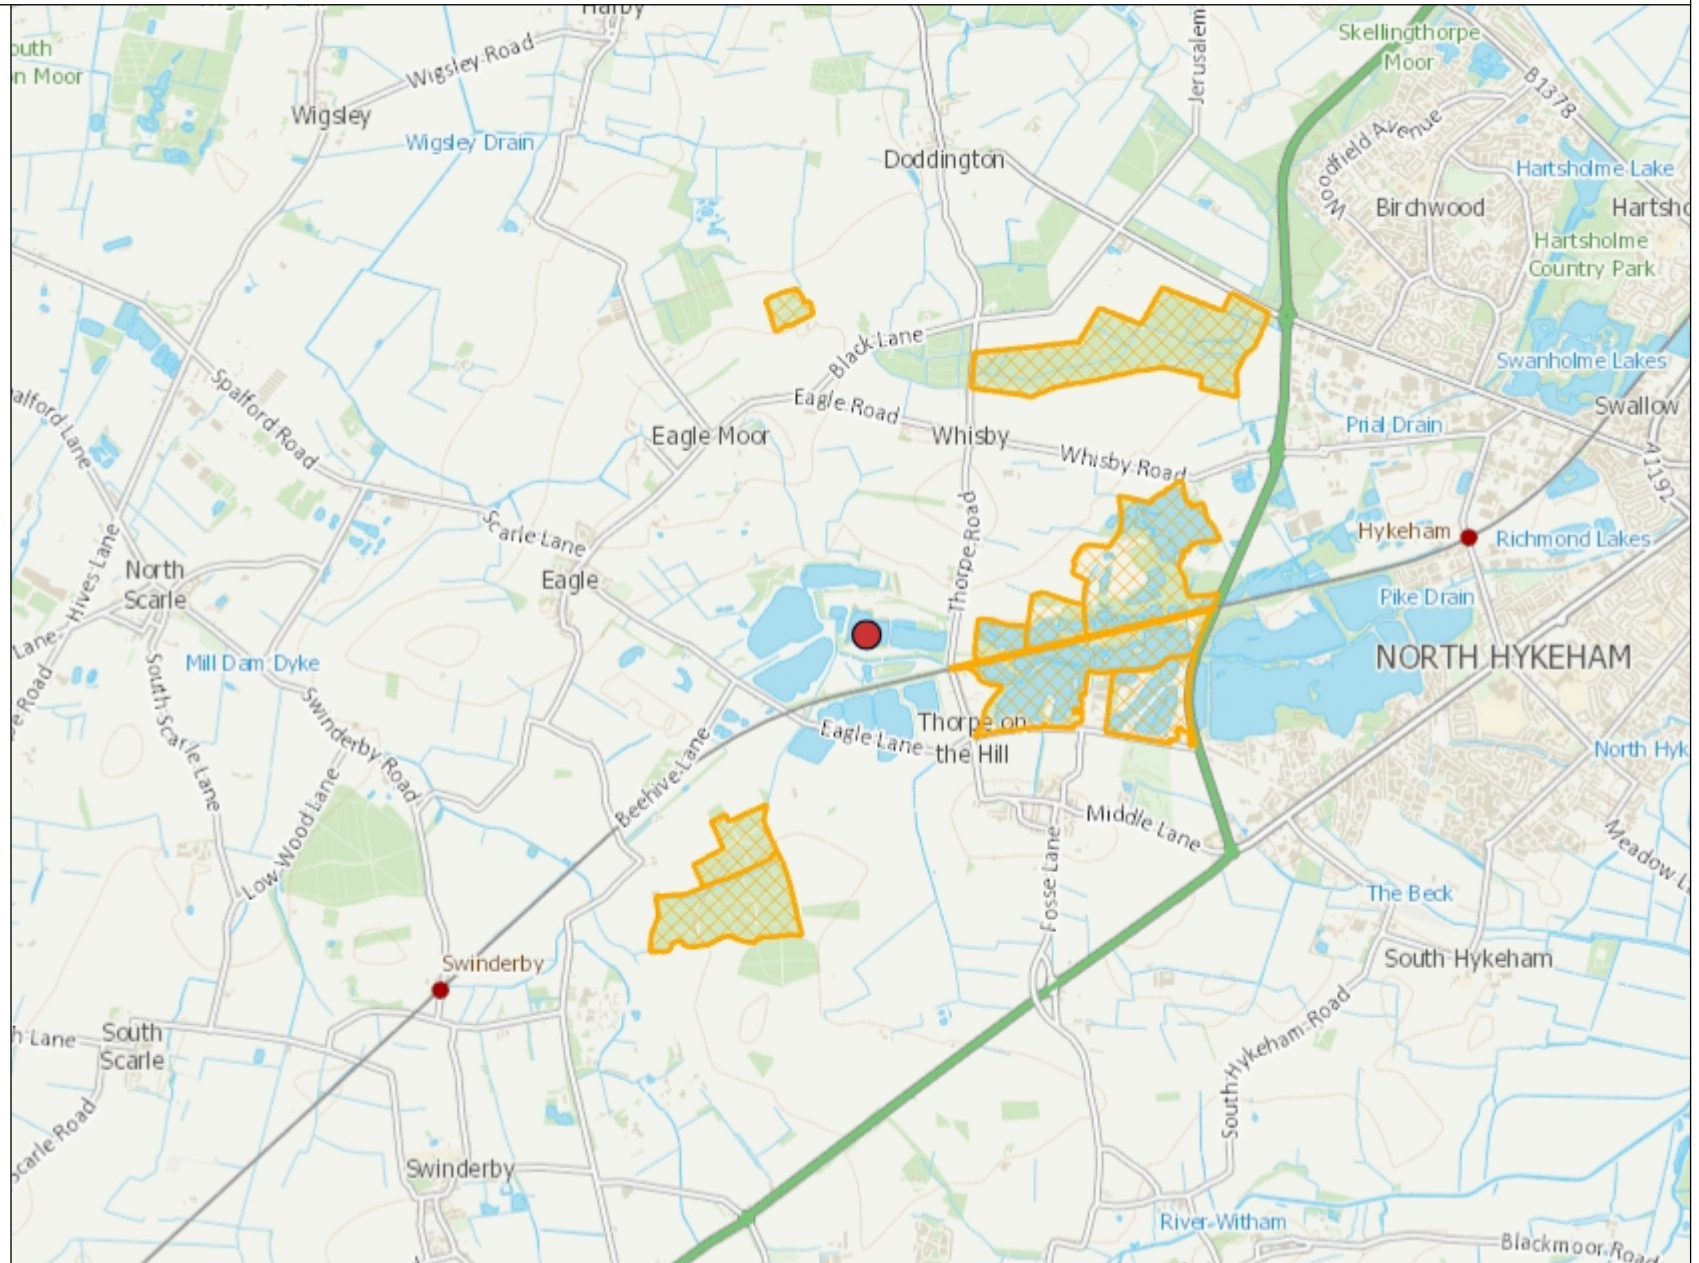 Harby
Skellingthorpe
Moor
outh
n Moor
Wigsley Road
Jerusalem
B1378
Wigsley
Wigsley Drain
Woodfield Avenue
Doddington
Hartsholme Lake
Birchwood
Hartsho
Hartsholme
Country Park
Black Lane
Swanholme Lakes
Spalford Road
Eagle Road
Swallow
alford Lane
Prial Drain
Eagle Moor
Whisby
Whisby Road
A1192
Scarle Lane
Thorpe Road
Hykeham
Richmond Lakes
Hives Lane
North
Scarle
Eagle
Pike Drain
Lane
Mill Dam Dyke
NORTH HYKEHAM
e Road
South Scarle Lane
Swinderby Road
Thorpe on
the Hill
Eagle Lane
North Hyk
Beehive Lane
Low Wood Lane
Middle Lane
Meadow L
Fosse Lane
The Beck
Swinderby
South Hykeham
h Lane
South
Scarle
South Hykeham Road
Scarle Road
Swinderby
River Witham
Blackmoor Road